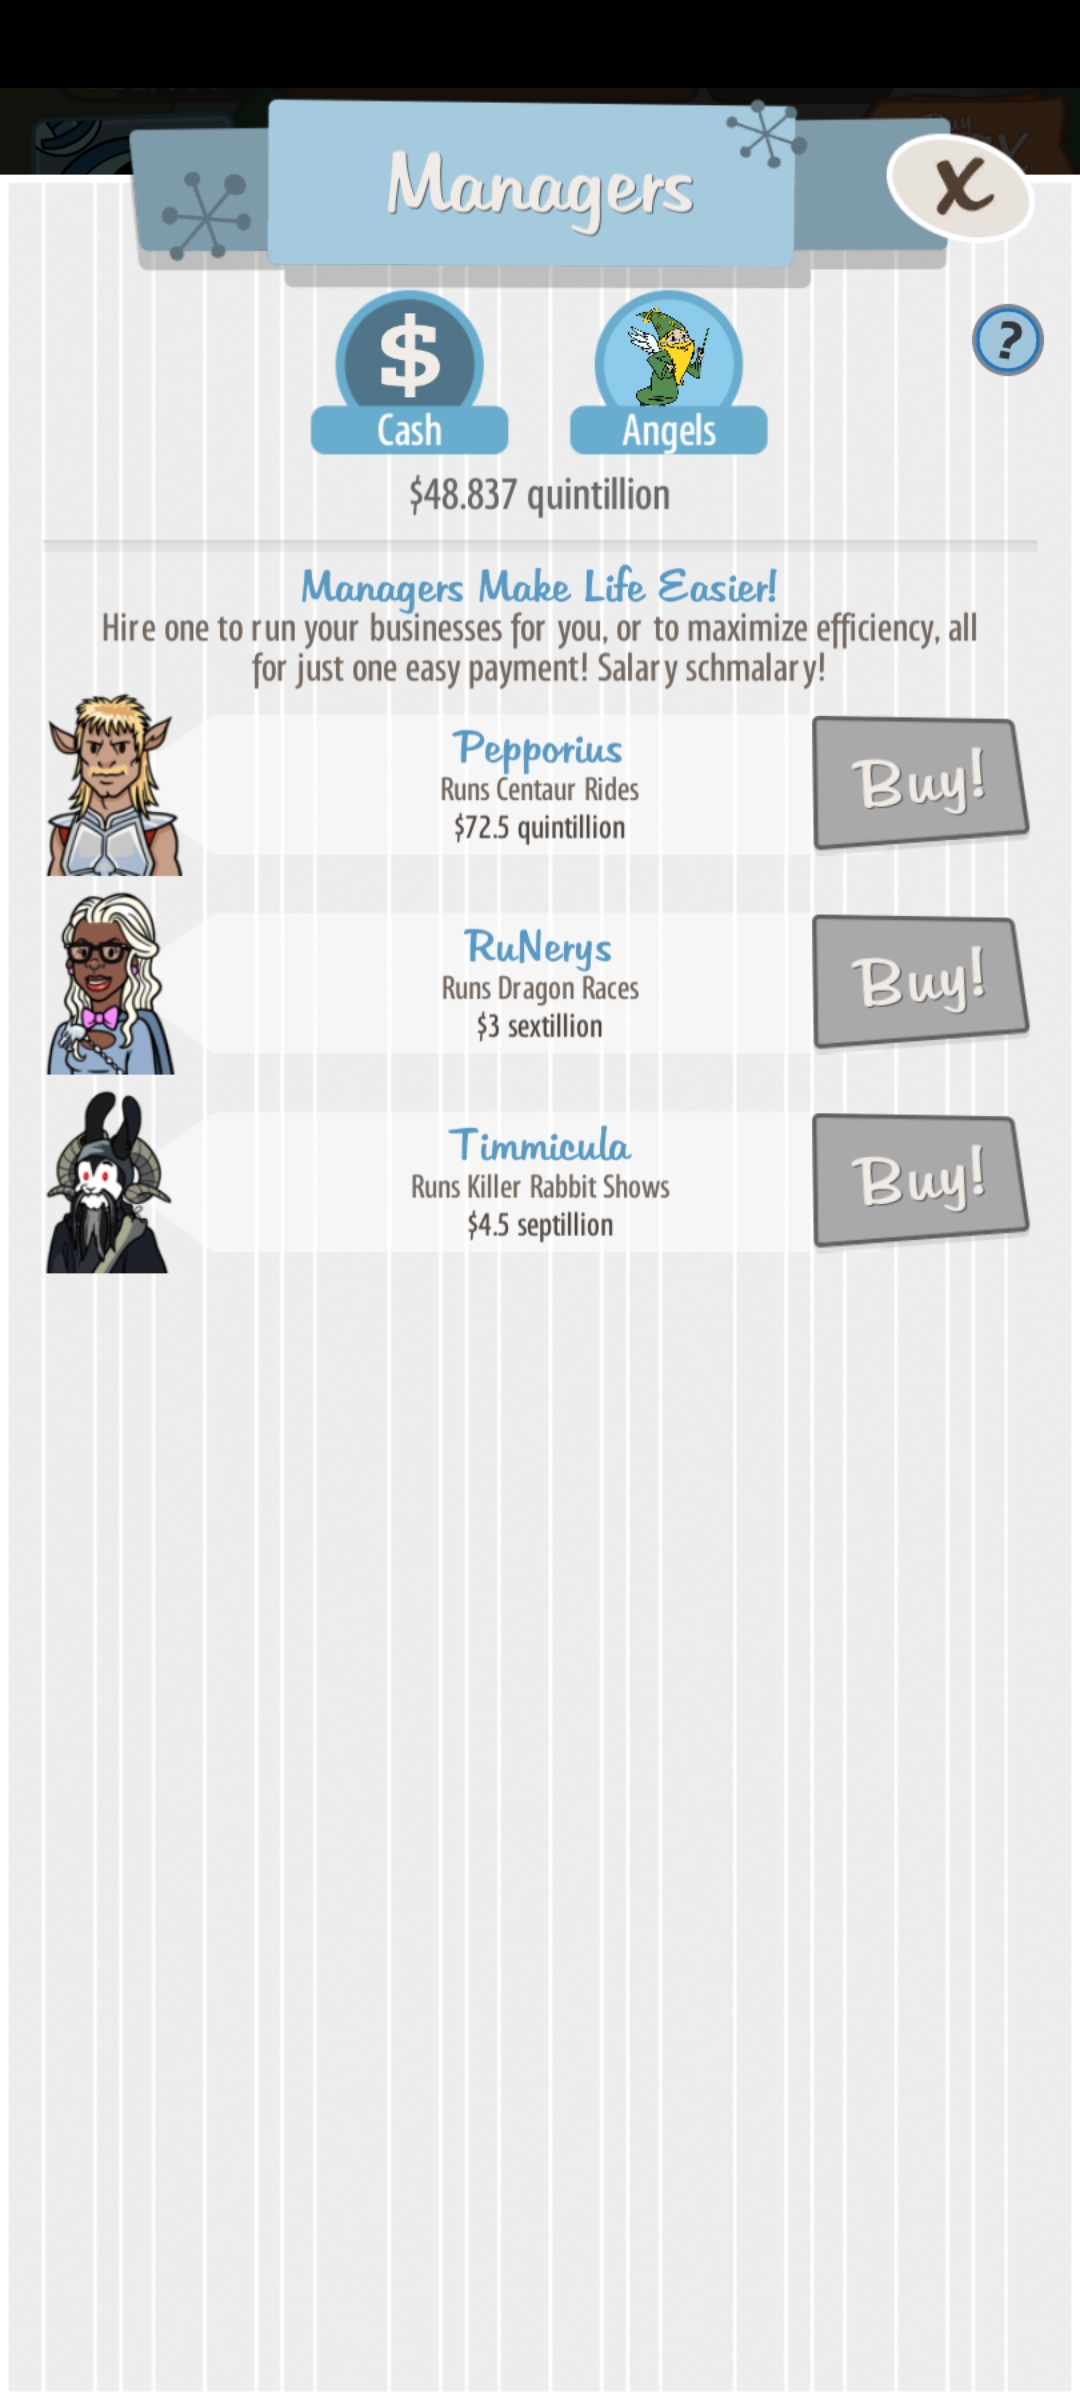 Managers
X
$
Cash
Angels
?
$48.837 quintillion
Managers Make Life Easier!
Hire one to run your businesses for you, or to maximize efficiency, all
for just one easy payment! Salary schmalary!
Pepporius
Runs Centaur Rides
$72.5 quintillion
Buy!
RuNerys
Runs Dragon Races
$3 sextillion
Buy!
Timmicula
Runs Killer Rabbit Shows
$4.5 septillion
Buy!